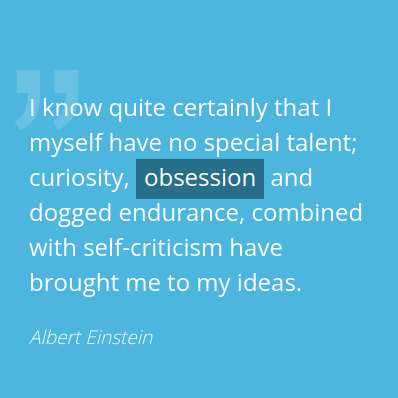 I know quite certainly that I
myself have no special talent;
curiosity, obsession and
dogged endurance, combined
with self-criticism have
brought me to my ideas.
Albert Einstein